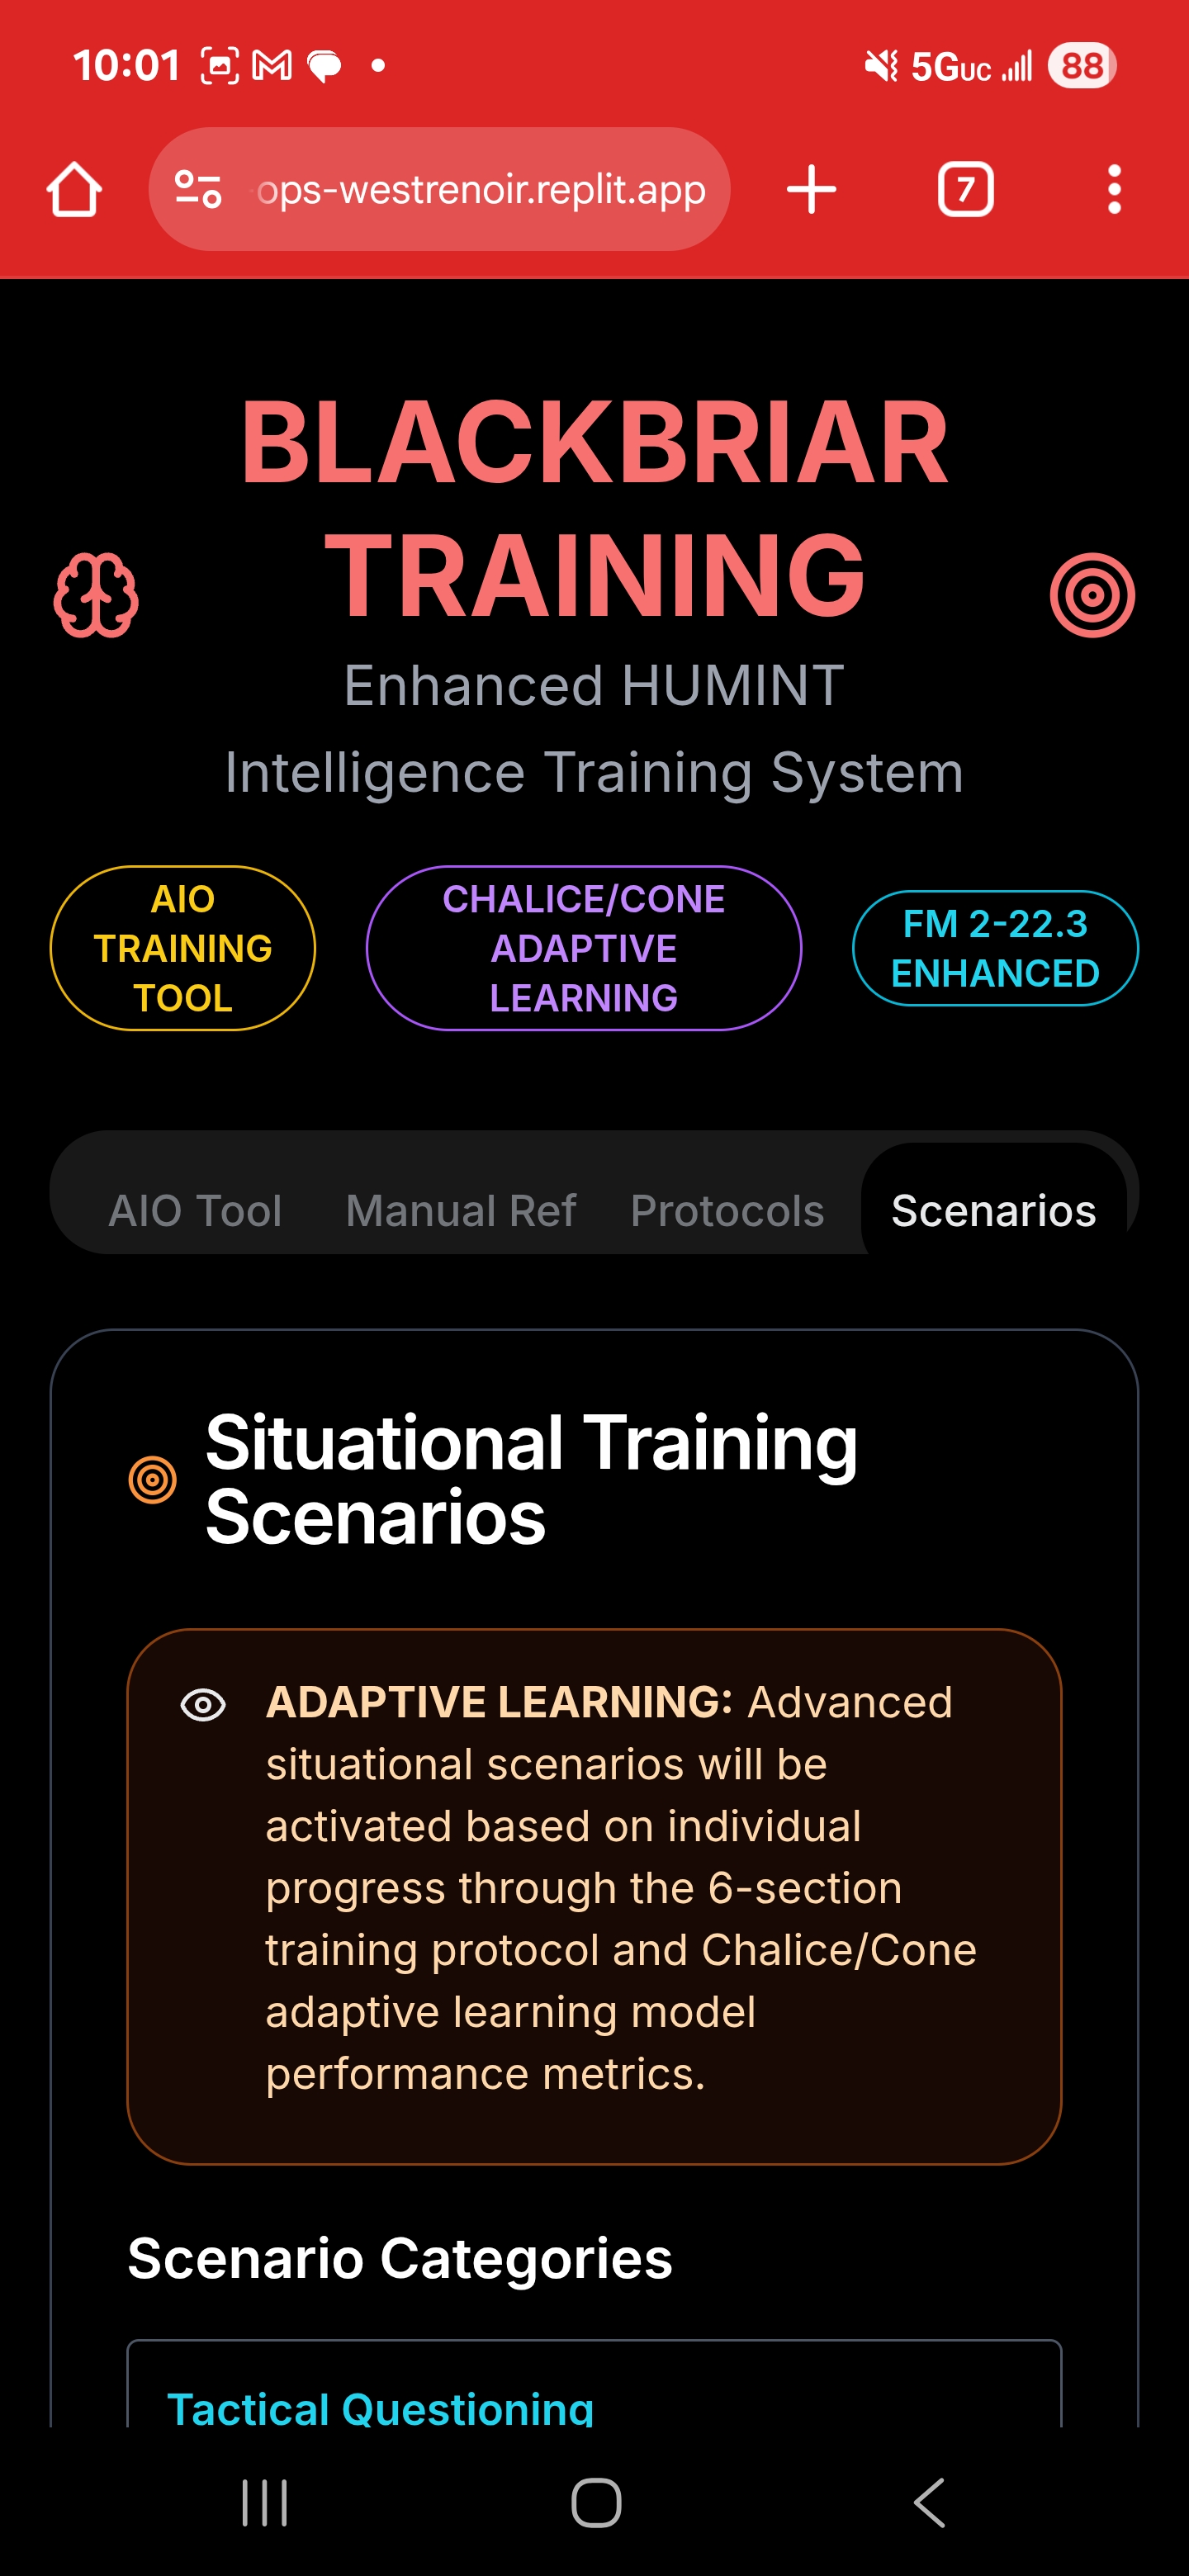 10:01
5GUC
88
ops-westrenoir.replit.app
7
BLACKBRIAR
TRAINING
Enhanced HUMINT
Intelligence Training System
AIO
TRAINING
TOOL
CHALICE/CONE
ADAPTIVE
LEARNING
FM 2-22.3
ENHANCED
AIO Tool
Manual Ref
Protocols
Scenarios
Situational Training
Scenarios
ADAPTIVE LEARNING: Advanced
situational scenarios will be
activated based on individual
progress through the 6-section
training protocol and Chalice/Cone
adaptive learning model
performance metrics.
Scenario Categories
Tactical Questioning